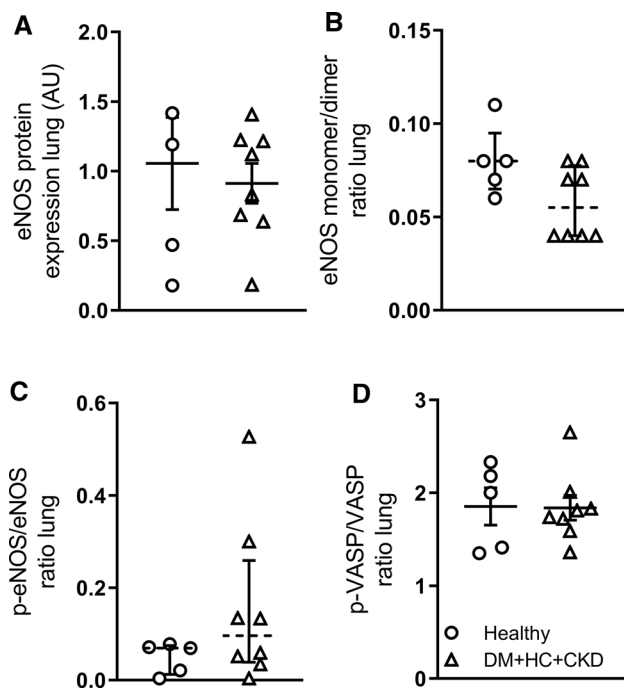 A
eNOS protein
expression lung (AU)
2.0
1.5
1.0
0.5
0.0
B
eNOS monomer/dimer
ratio lung
0.15
0.10
0.05
0.00
C
p-eNOS/eNOS
ratio lung
0.6
0.4
0.2
0.0
D
p-VASP/VASP
ratio lung
3
2
1
0
Healthy
DM+HC+CKD